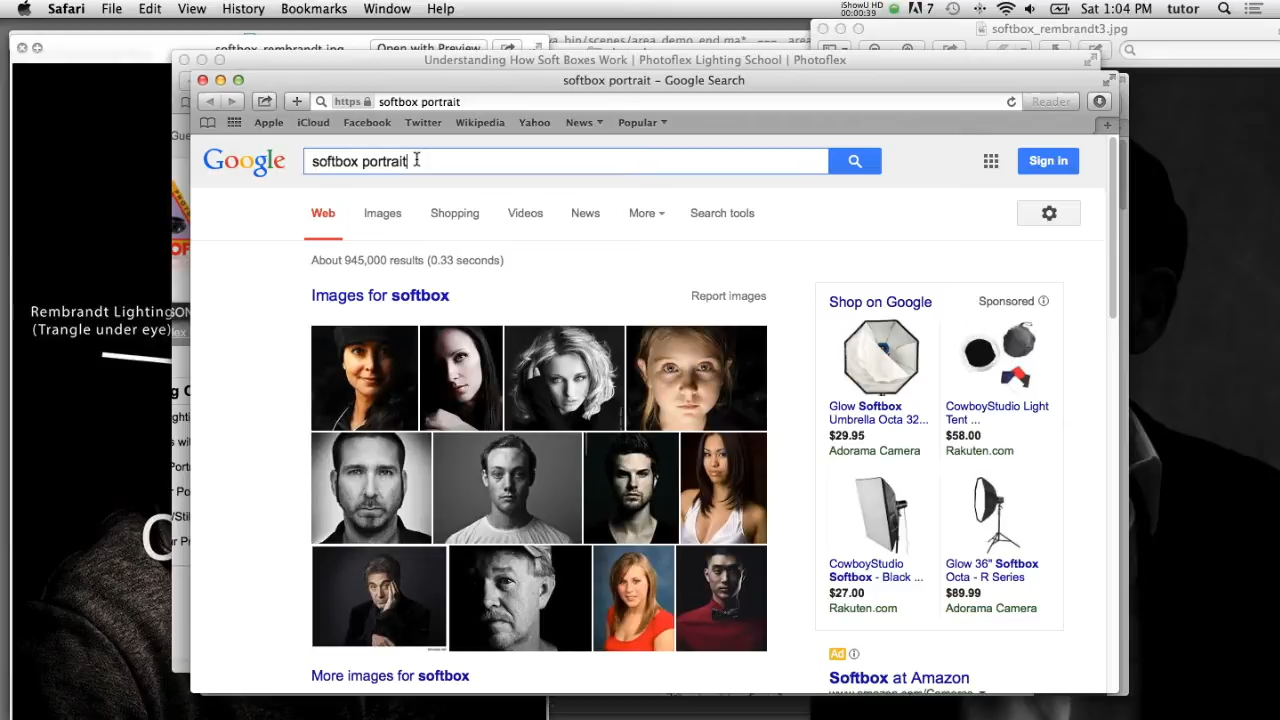 Safari File Edit View History Bookmarks Window Help
iShowU HD
00:00:39
7
Sat 1:04 PM tutor
softbox_rembrandt.jpg
Open with Preview
softbox_rembrandt3.jpg
Understanding How Soft Boxes Work | Photoflex Lighting School | Photoflex
softbox portrait – Google Search
https softbox portrait
Reader
Apple iCloud Facebook Twitter Wikipedia Yahoo News Popular
Google
softbox portrait
Sign in
Web Images Shopping Videos News More Search tools
About 945,000 results (0.33 seconds)
Images for softbox
Report images
Shop on Google
Sponsored
Glow Softbox
Umbrella Octa 32...
$29.95
Adorama Camera
CowboyStudio Light
Tent ...
$58.00
Rakuten.com
CowboyStudio
Softbox - Black ...
$27.00
Rakuten.com
Glow 36" Softbox
Octa - R Series
$89.99
Adorama Camera
More images for softbox
Ad
Softbox at Amazon
Rembrandt Lighting
(Trangle under eye)